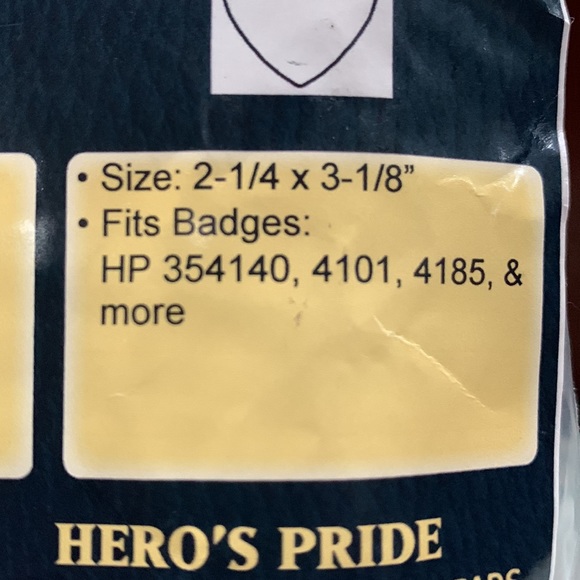 • Size: 2-1/4 x 3-1/8”
• Fits Badges:
HP 354140, 4101, 4185, &
more
HERO'S PRIDE